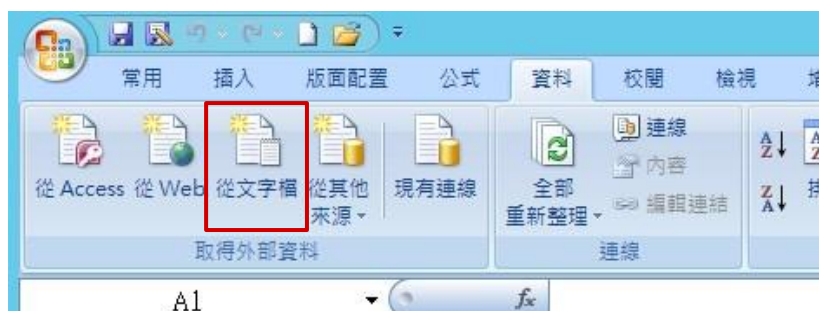 常用 插入 版面配置 公式 資料 校閱 檢視
從 Access 從 Web 從文字檔 從其他來源 現有連線 全部重新整理 連線
內容
編輯連結
取得外部資料 連線
A1 fx